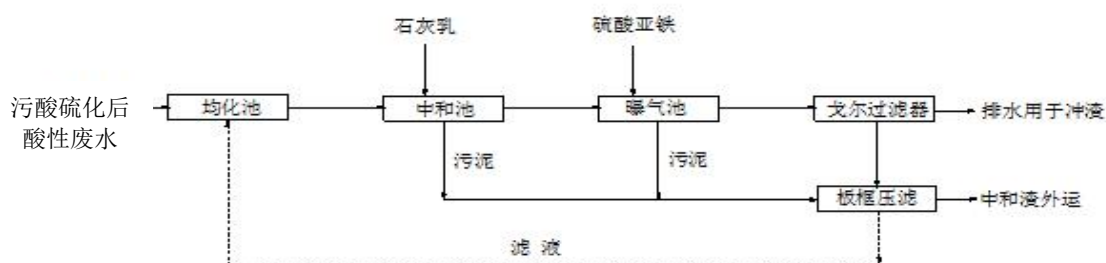 石灰乳
硫酸亚铁
污酸硫化后
酸性废水
均化池
中和池
曝气池
戈尔过滤器
排水用于冲渣
污泥
污泥
板框压滤
中和渣外运
滤 液